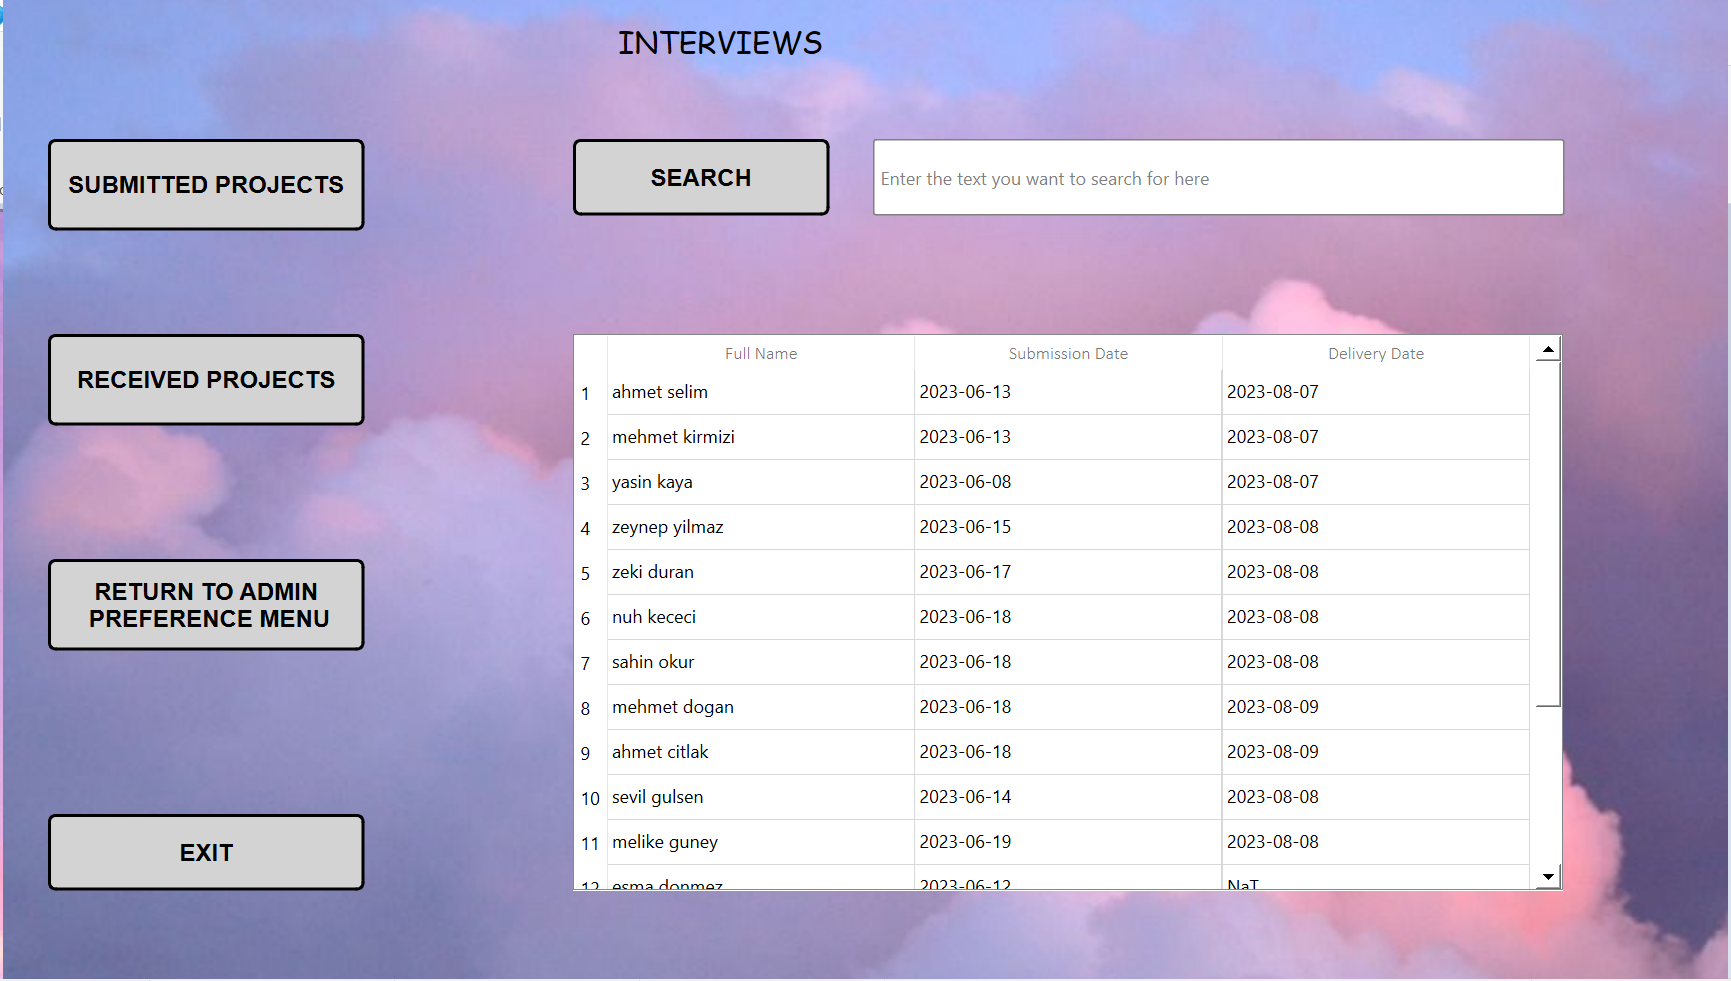 INTERVIEWS
SUBMITTED PROJECTS
SEARCH
Enter the text you want to search for here
RECEIVED PROJECTS
RETURN TO ADMIN
PREFERENCE MENU
EXIT
Full Name Submission Date Delivery Date
1 ahmet selim 2023-06-13 2023-08-07
2 mehmet kirmizi 2023-06-13 2023-08-07
3 yasin kaya 2023-06-08 2023-08-07
4 zeynep yilmaz 2023-06-15 2023-08-08
5 zeki duran 2023-06-17 2023-08-08
6 nuh kececi 2023-06-18 2023-08-08
7 sahin okur 2023-06-18 2023-08-08
8 mehmet dogan 2023-06-18 2023-08-09
9 ahmet citlak 2023-06-18 2023-08-09
10 sevil gulsen 2023-06-14 2023-08-08
11 melike guney 2023-06-19 2023-08-08
12 esma donmez 2023-06-12 NaT